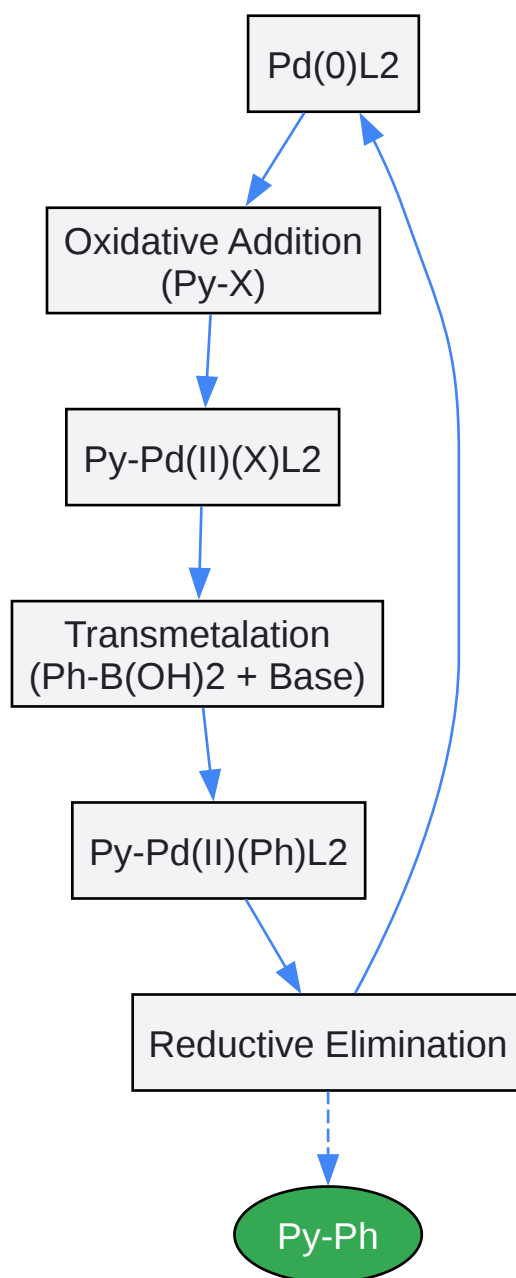 Pd(0)L2
Oxidative Addition
(Py-X)
Py-Pd(II)(X)L2
Transmetalation
(Ph-B(OH)2 + Base)
Py-Pd(II)(Ph)L2
Reductive Elimination
Py-Ph